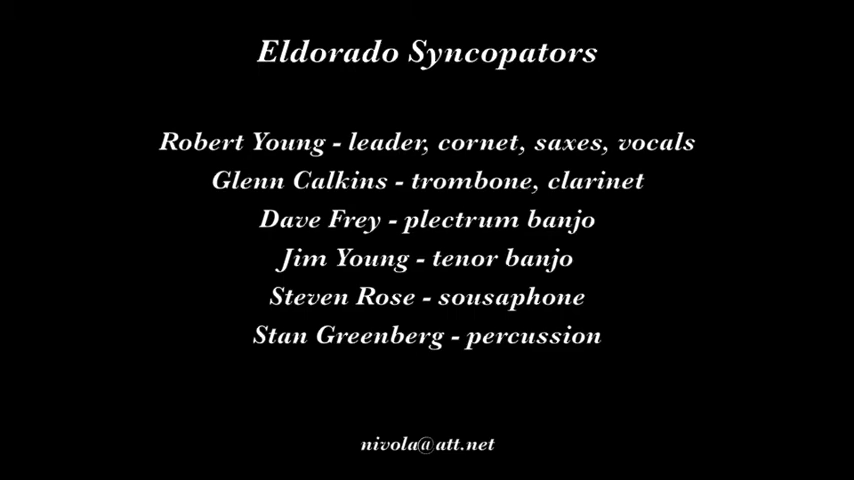 Eldorado Syncopators
Robert Young - leader, cornet, saxes, vocals
Glenn Calkins - trombone, clarinet
Dave Frey - plectrum banjo
Jim Young - tenor banjo
Steven Rose - sousaphone
Stan Greenberg - percussion
nivola@att.net